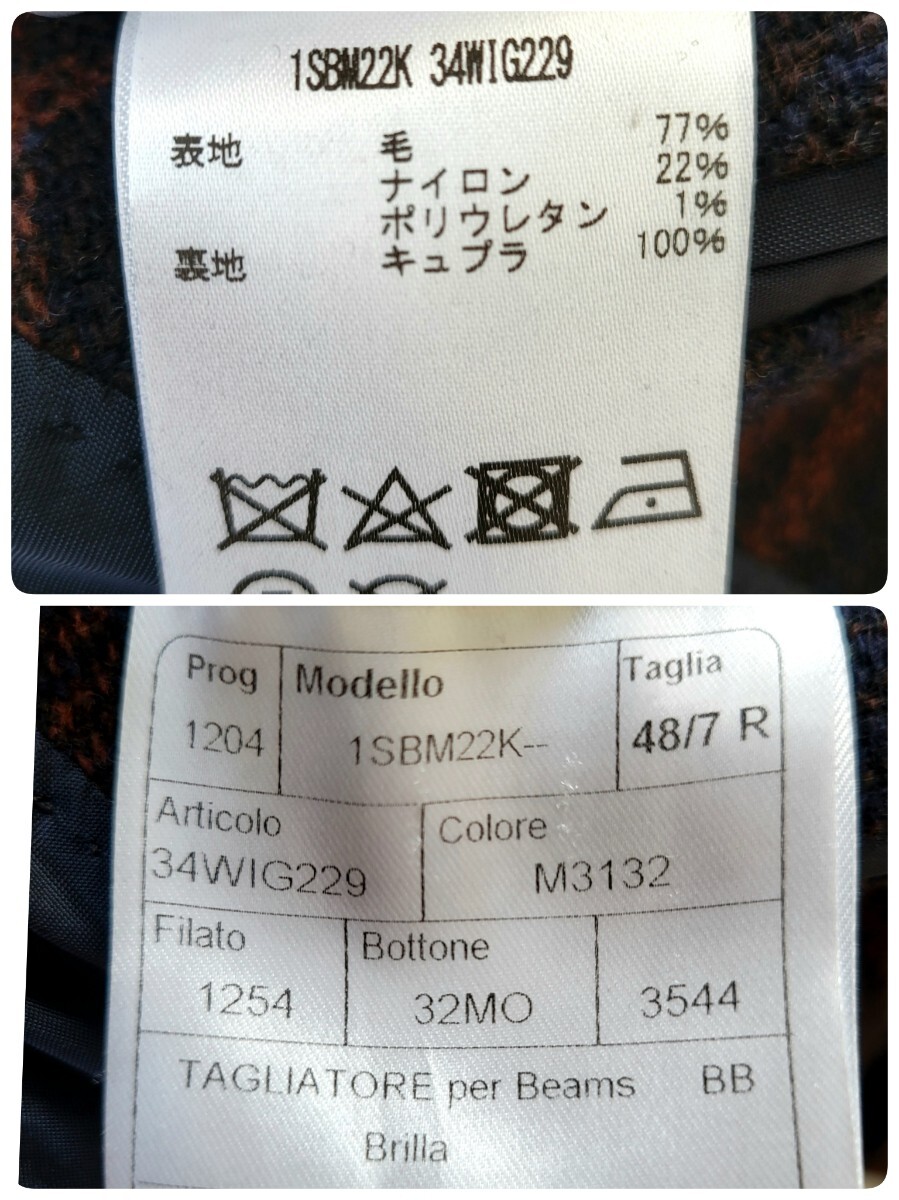 1SBM22K 34WIG229
表地 毛 77%
ナイロン 22%
ポリウレタン 1%
裏地 キュプラ 100%
Prog Modello Taglia
1204 1SBM22K-- 48/7 R
Articolo Colore
34WIG229 M3132
Filato Bottone
1254 32MO 3544
TAGLIATORE per Beams BB
Brilla